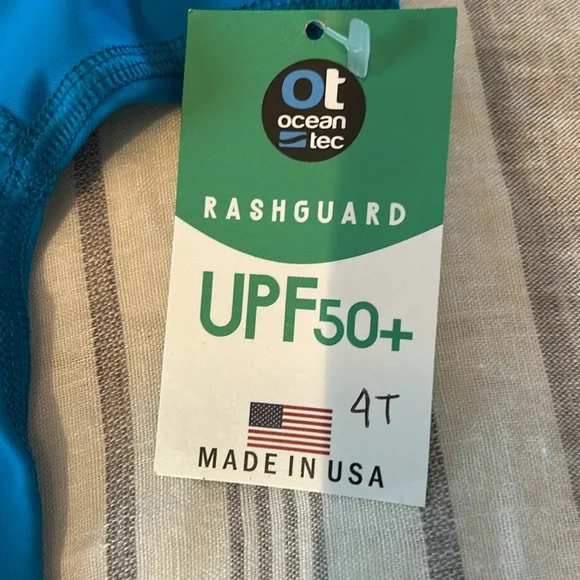 ot
ocean
tec
RASHGUARD
UPF50+
4T
MADE IN USA